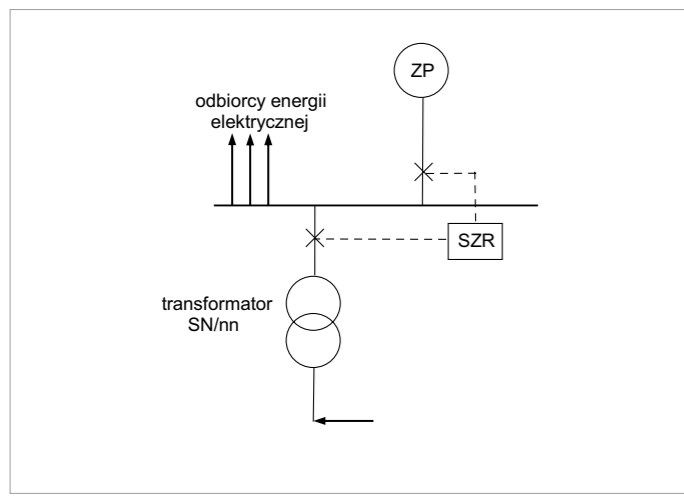 ZP
odbiorcy energii
elektrycznej
SZR
transformator
SN/nn